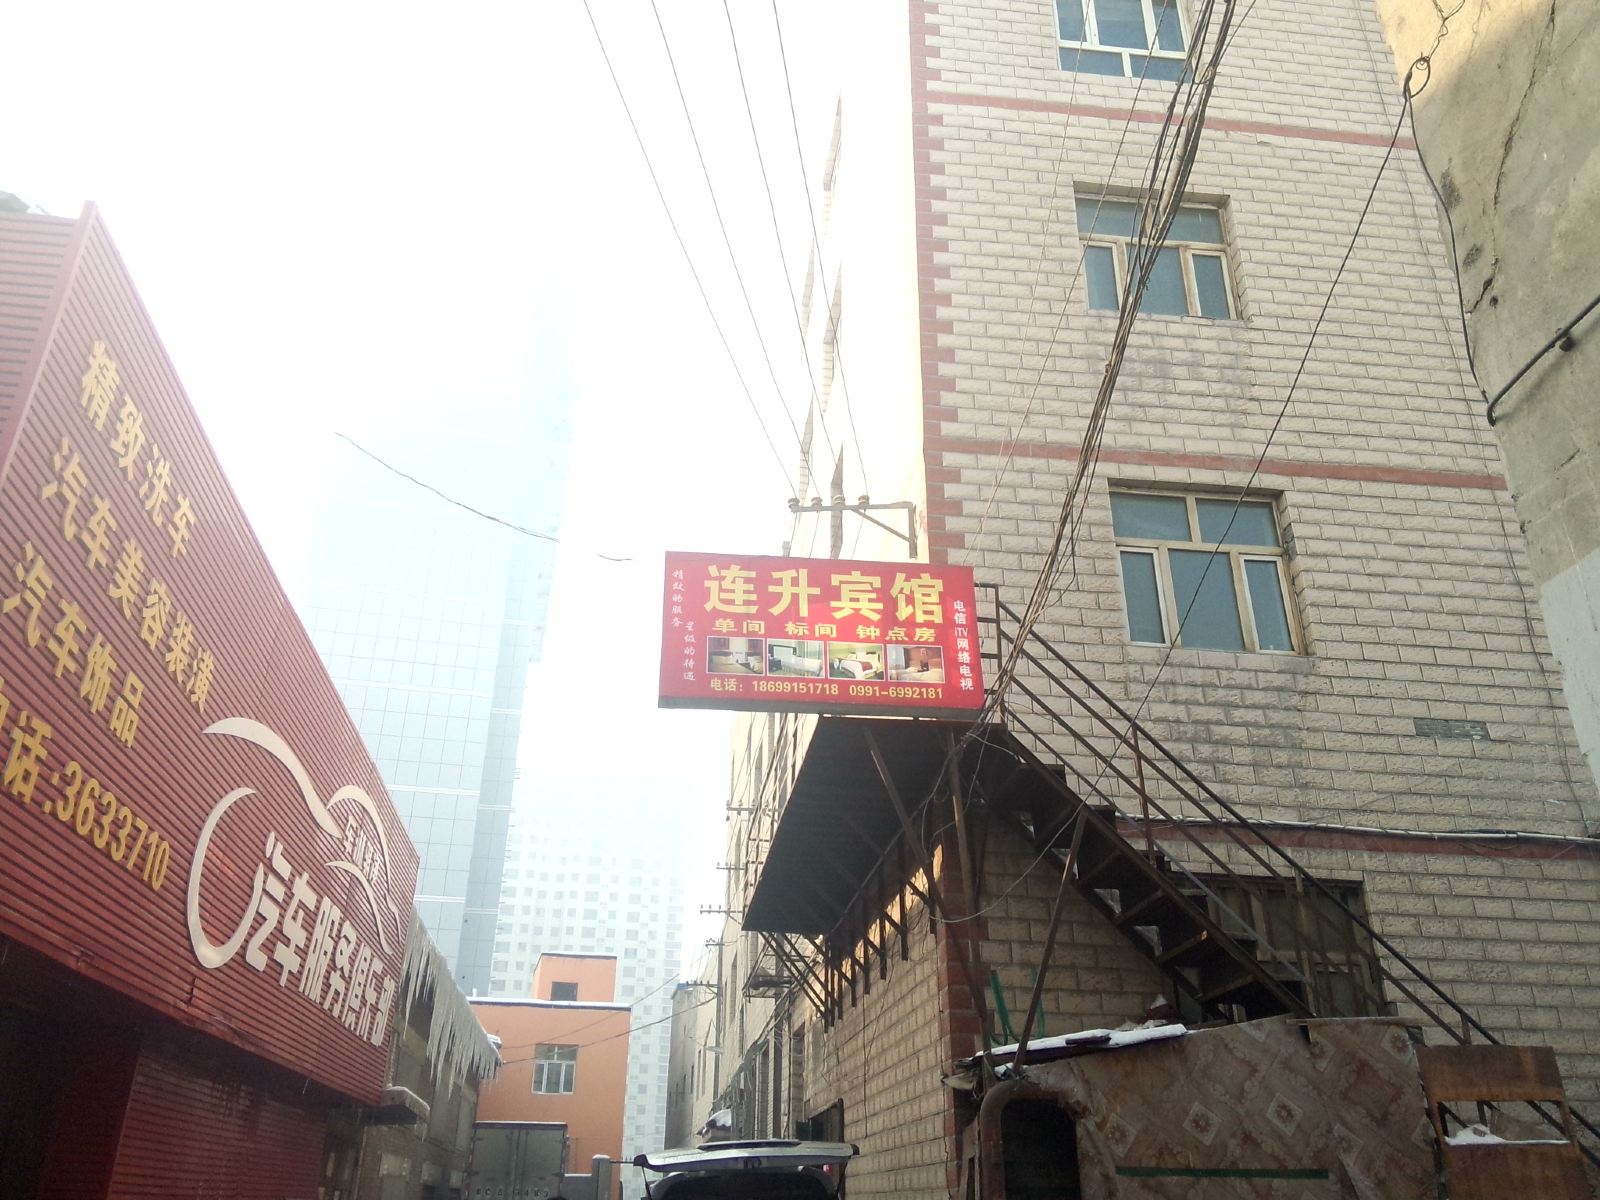 精致洗车
汽车美容装潢
汽车饰品
电话:3633710
汽车服务俱乐部
连升宾馆
单间 标间 钟点房
精致的服务
星级的待遇
电信iTV网络电视
电话：18699151718 0991-6992181